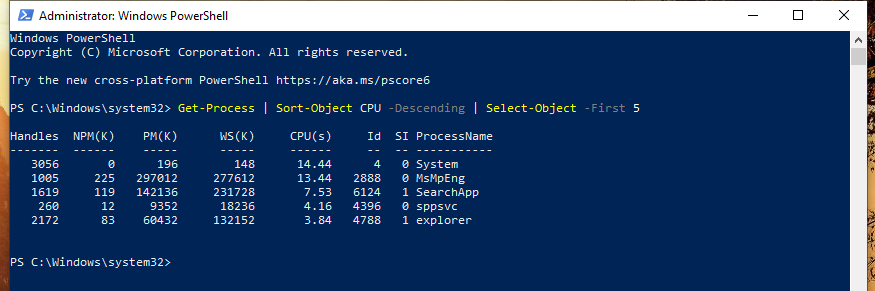 Administrator: Windows PowerShell
Windows PowerShell
Copyright (C) Microsoft Corporation. All rights reserved.
Try the new cross-platform PowerShell https://aka.ms/pscore6
PS C:\Windows\system32> Get-Process | Sort-Object CPU -Descending | Select-Object -First 5
Handles  NPM(K)    PM(K)      WS(K)     CPU(s)     Id  SI ProcessName
-------  ------    -----      -----     ------     --  -- -----------
   3056       0      196        148      14.44      4   0 System
   1005     225   297012     277612      13.44   2888   0 MsMpEng
   1619     119   142136     231728       7.53   6124   1 SearchApp
    260      12     9352      18236       4.16   4396   0 sppsvc
   2172      83    60432     132152       3.84   4788   1 explorer
PS C:\Windows\system32>